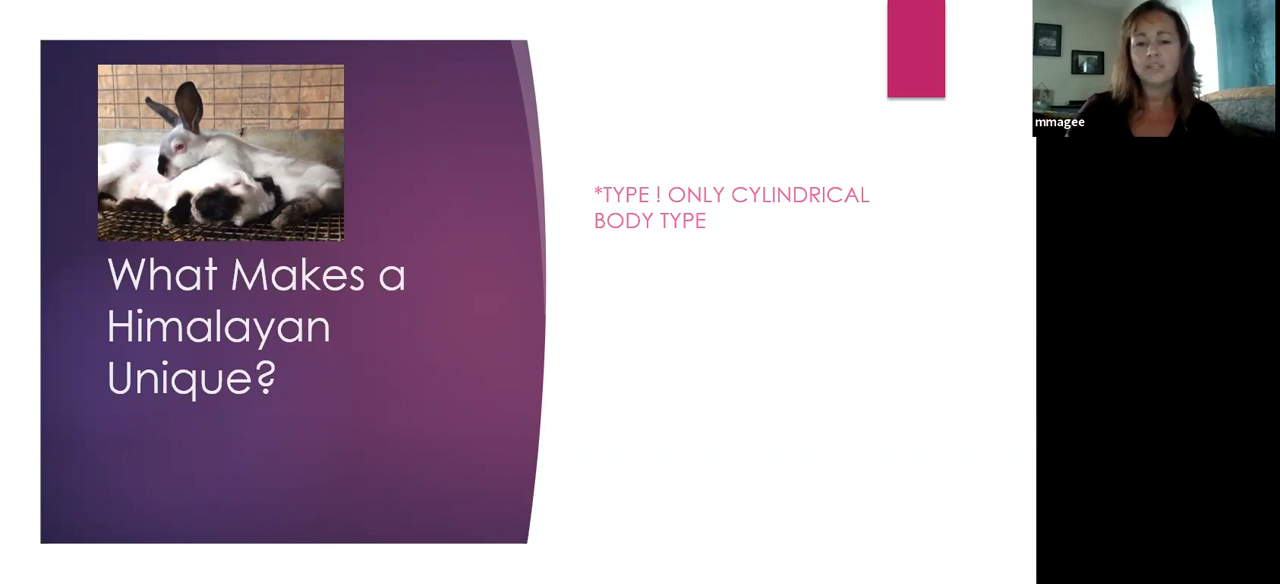 What Makes a
Himalayan
Unique?
*TYPE ! ONLY CYLINDRICAL
BODY TYPE
mmagee